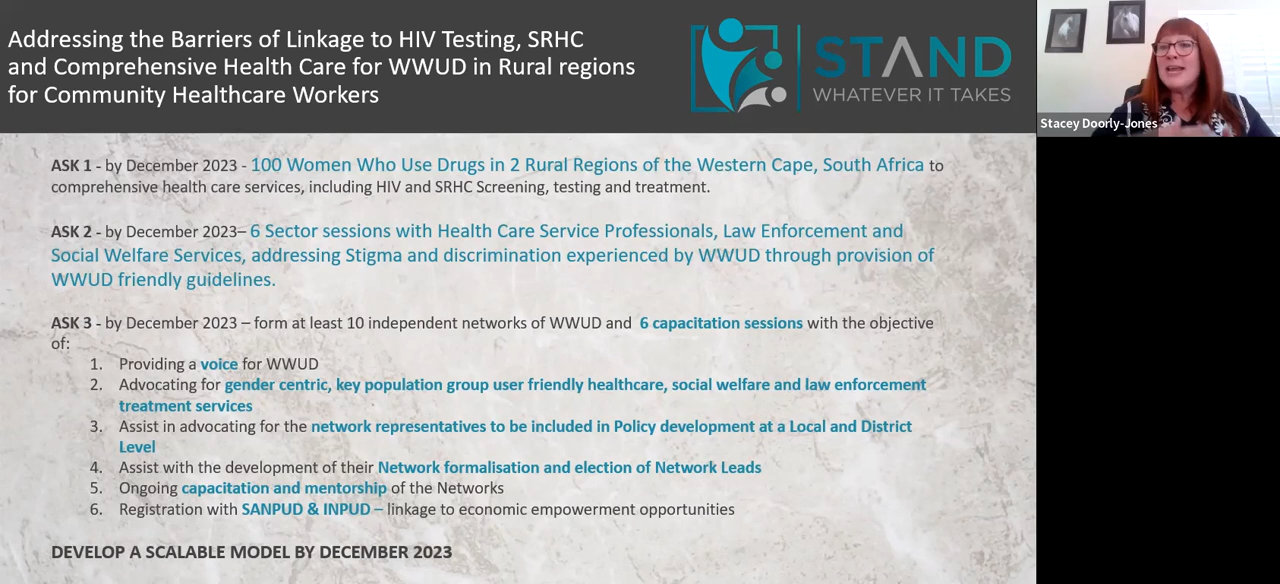 Addressing the Barriers of Linkage to HIV Testing, SRHC
and Comprehensive Health Care for WWUD in Rural regions
for Community Healthcare Workers
STAND
WHATEVER IT TAKES
Stacey Doorly-Jones
ASK 1 - by December 2023 - 100 Women Who Use Drugs in 2 Rural Regions of the Western Cape, South Africa to
comprehensive health care services, including HIV and SRHC Screening, testing and treatment.
ASK 2 - by December 2023– 6 Sector sessions with Health Care Service Professionals, Law Enforcement and
Social Welfare Services, addressing Stigma and discrimination experienced by WWUD through provision of
WWUD friendly guidelines.
ASK 3 - by December 2023 – form at least 10 independent networks of WWUD and 6 capacitation sessions with the objective
of:
1. Providing a voice for WWUD
2. Advocating for gender centric, key population group user friendly healthcare, social welfare and law enforcement
treatment services
3. Assist in advocating for the network representatives to be included in Policy development at a Local and District
Level
4. Assist with the development of their Network formalisation and election of Network Leads
5. Ongoing capacitation and mentorship of the Networks
6. Registration with SANPUD & INPUD – linkage to economic empowerment opportunities
DEVELOP A SCALABLE MODEL BY DECEMBER 2023